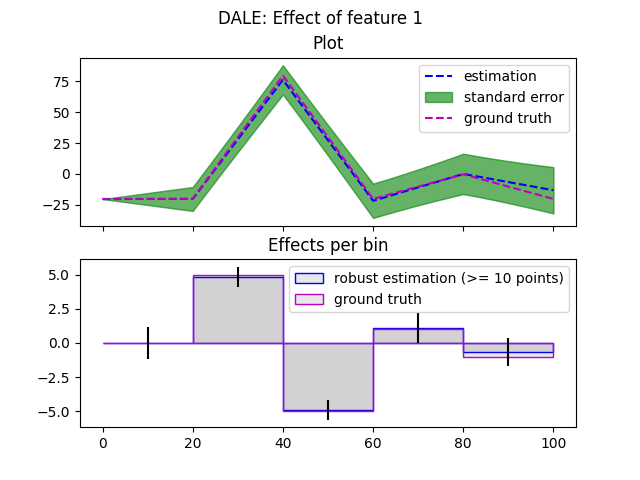 DALE: Effect of feature 1
Plot
estimation
standard error
ground truth
75
50
25
0
−25
Effects per bin
robust estimation (>= 10 points)
ground truth
5.0
2.5
0.0
−2.5
−5.0
0 20 40 60 80 100